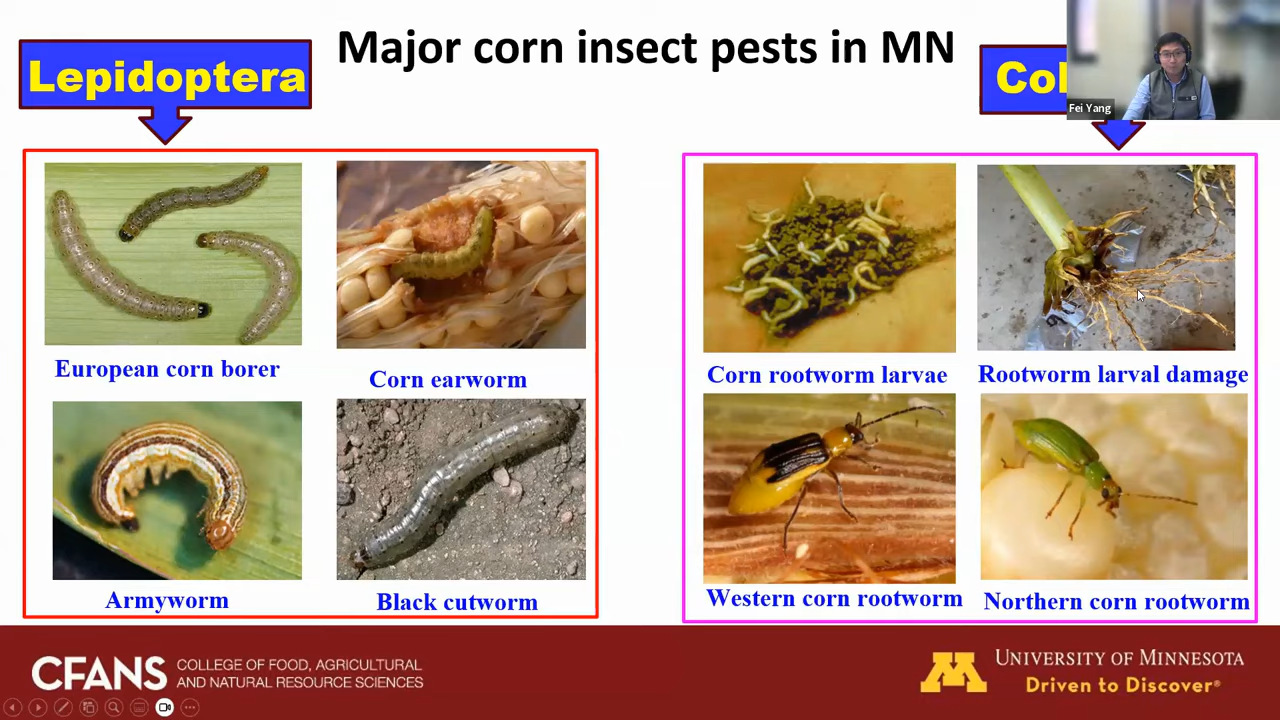 Major corn insect pests in MN
Lepidoptera
Col
Fei Yang
European corn borer
Corn earworm
Armyworm
Black cutworm
Corn rootworm larvae
Rootworm larval damage
Western corn rootworm
Northern corn rootworm
CFANS
COLLEGE OF FOOD, AGRICULTURAL
AND NATURAL RESOURCE SCIENCES
M
UNIVERSITY OF MINNESOTA
Driven to Discover®